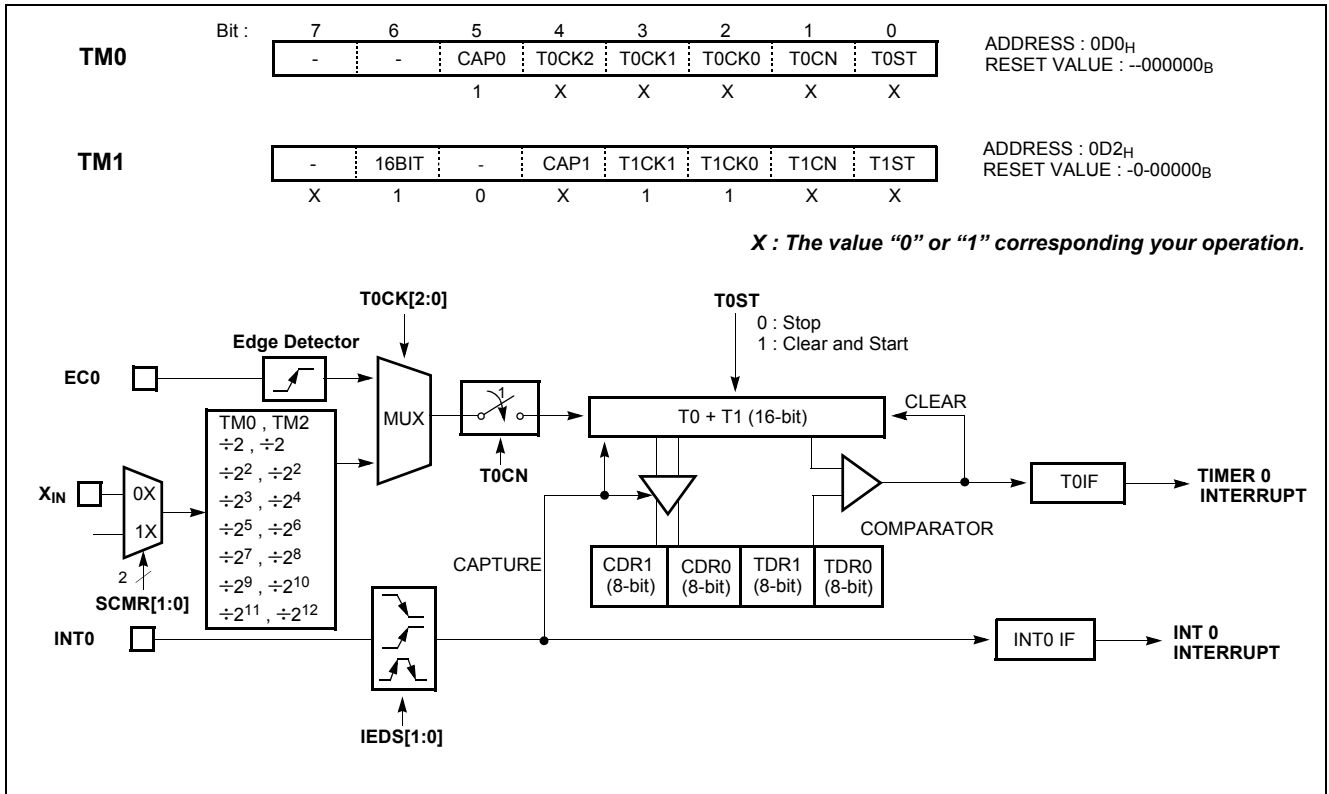 Bit : 7 6 5 4 3 2 1 0
TM0 - - CAP0 T0CK2 T0CK1 T0CK0 T0CN T0ST
ADDRESS : 0D0H
RESET VALUE : --000000B
1 X X X X X
TM1 - 16BIT - CAP1 T1CK1 T1CK0 T1CN T1ST
ADDRESS : 0D2H
RESET VALUE : -0-00000B
X 1 0 X 1 1 X X
X : The value “0” or “1” corresponding your operation.
T0CK[2:0]
T0ST
0 : Stop
1 : Clear and Start
Edge Detector
EC0
MUX
1
T0CN
T0 + T1 (16-bit)
CLEAR
TM0 , TM2
÷2 , ÷2
÷2² , ÷2²
÷2³ , ÷2⁴
÷2⁵ , ÷2⁶
÷2⁷ , ÷2⁸
÷2⁹ , ÷2¹⁰
÷2¹¹ , ÷2¹²
XIN
0X
1X
2
SCMR[1:0]
T0IF
TIMER 0
INTERRUPT
COMPARATOR
CAPTURE
CDR1
(8-bit)
CDR0
(8-bit)
TDR1
(8-bit)
TDR0
(8-bit)
INT0
INT0 IF
INT 0
INTERRUPT
IEDS[1:0]